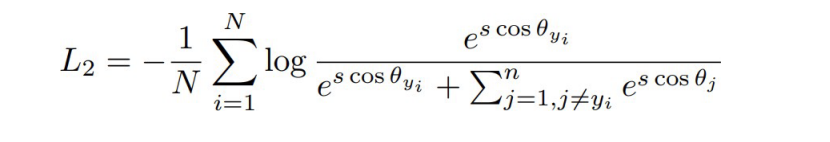 L_2 = -\frac{1}{N} \sum_{i=1}^{N} \log \frac{e^{s \cos \theta_{y_i}}}{e^{s \cos \theta_{y_i}} + \sum_{j=1, j \neq y_i}^{n} e^{s \cos \theta_j}}